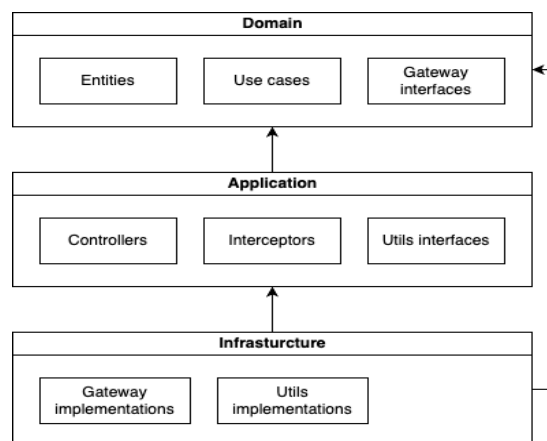 Domain
Entities
Use cases
Gateway
interfaces
Application
Controllers
Interceptors
Utils interfaces
Infrasturcture
Gateway
implementations
Utils
implementations